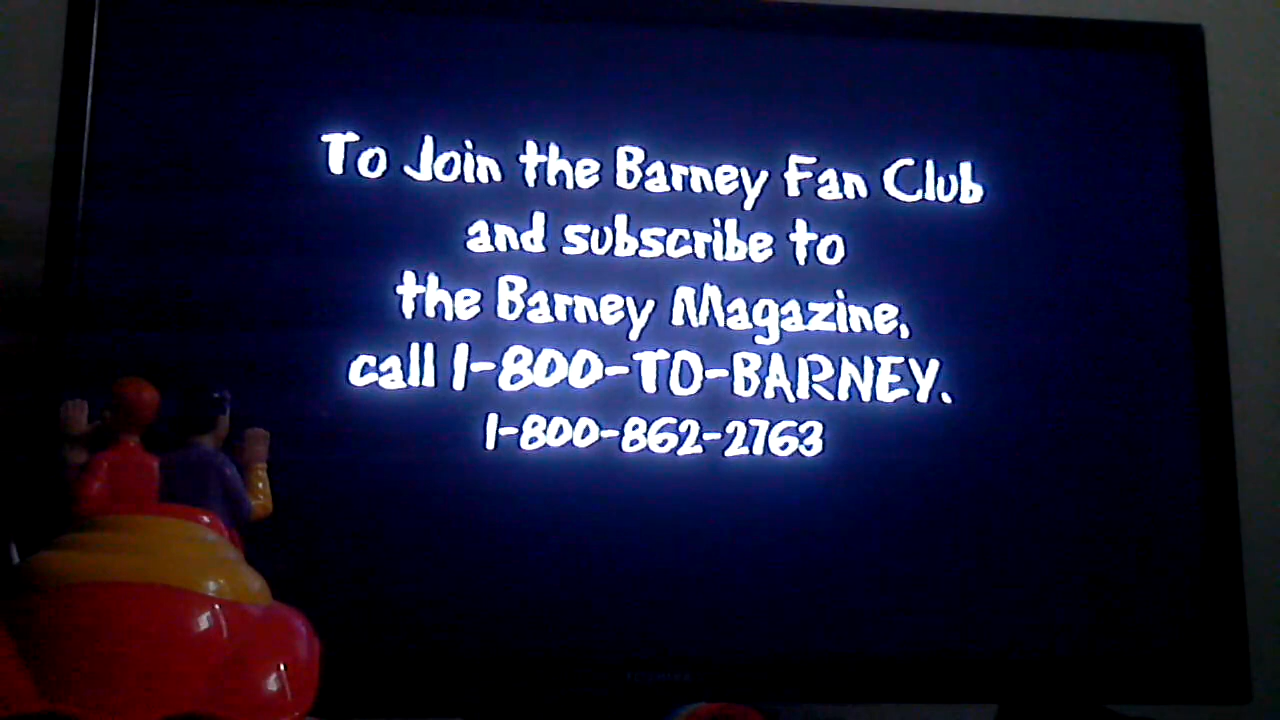 To Join the Barney Fan Club
and subscribe to
the Barney Magazine,
call 1-800-TO-BARNEY.
1-800-862-2763